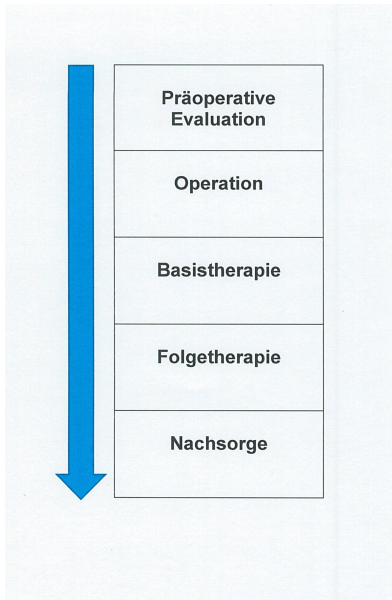 Präoperative
Evaluation
Operation
Basistherapie
Folgetherapie
Nachsorge